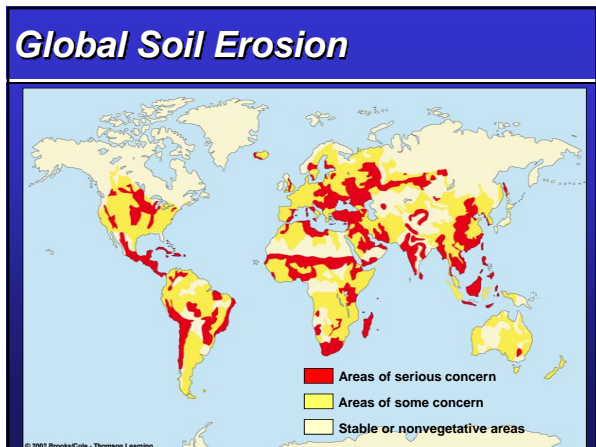 Global Soil Erosion
Areas of serious concern
Areas of some concern
Stable or nonvegetative areas
© 2002 Brooks/Cole - Thomson Learning